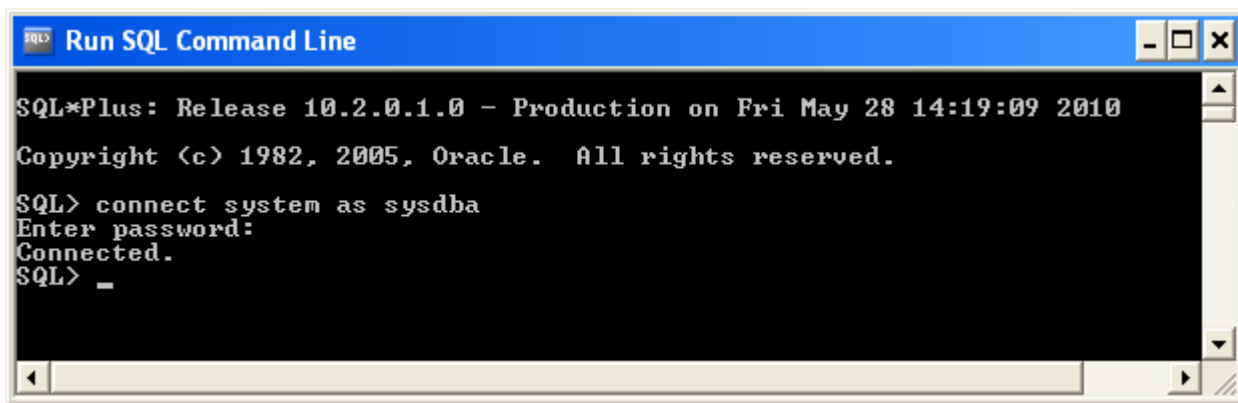 Run SQL Command Line
SQL*Plus: Release 10.2.0.1.0 - Production on Fri May 28 14:19:09 2010
Copyright (c) 1982, 2005, Oracle.  All rights reserved.
SQL> connect system as sysdba
Enter password:
Connected.
SQL> _